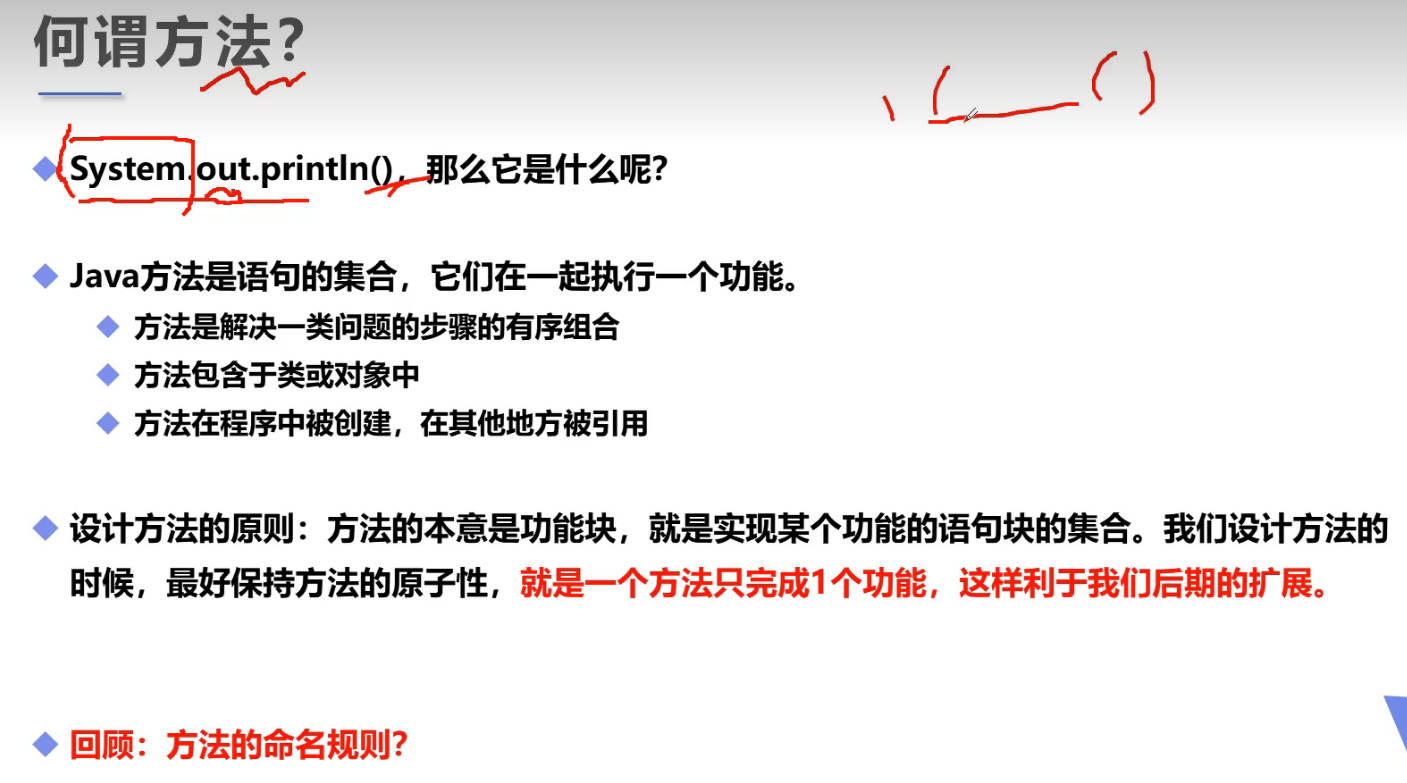 何谓方法？
System.out.println()，那么它是什么呢？
Java方法是语句的集合，它们在一起执行一个功能。
方法是解决一类问题的步骤的有序组合
方法包含于类或对象中
方法在程序中被创建，在其他地方被引用
设计方法的原则：方法的本意是功能块，就是实现某个功能的语句块的集合。我们设计方法的
时候，最好保持方法的原子性，就是一个方法只完成1个功能，这样利于我们后期的扩展。
回顾：方法的命名规则？